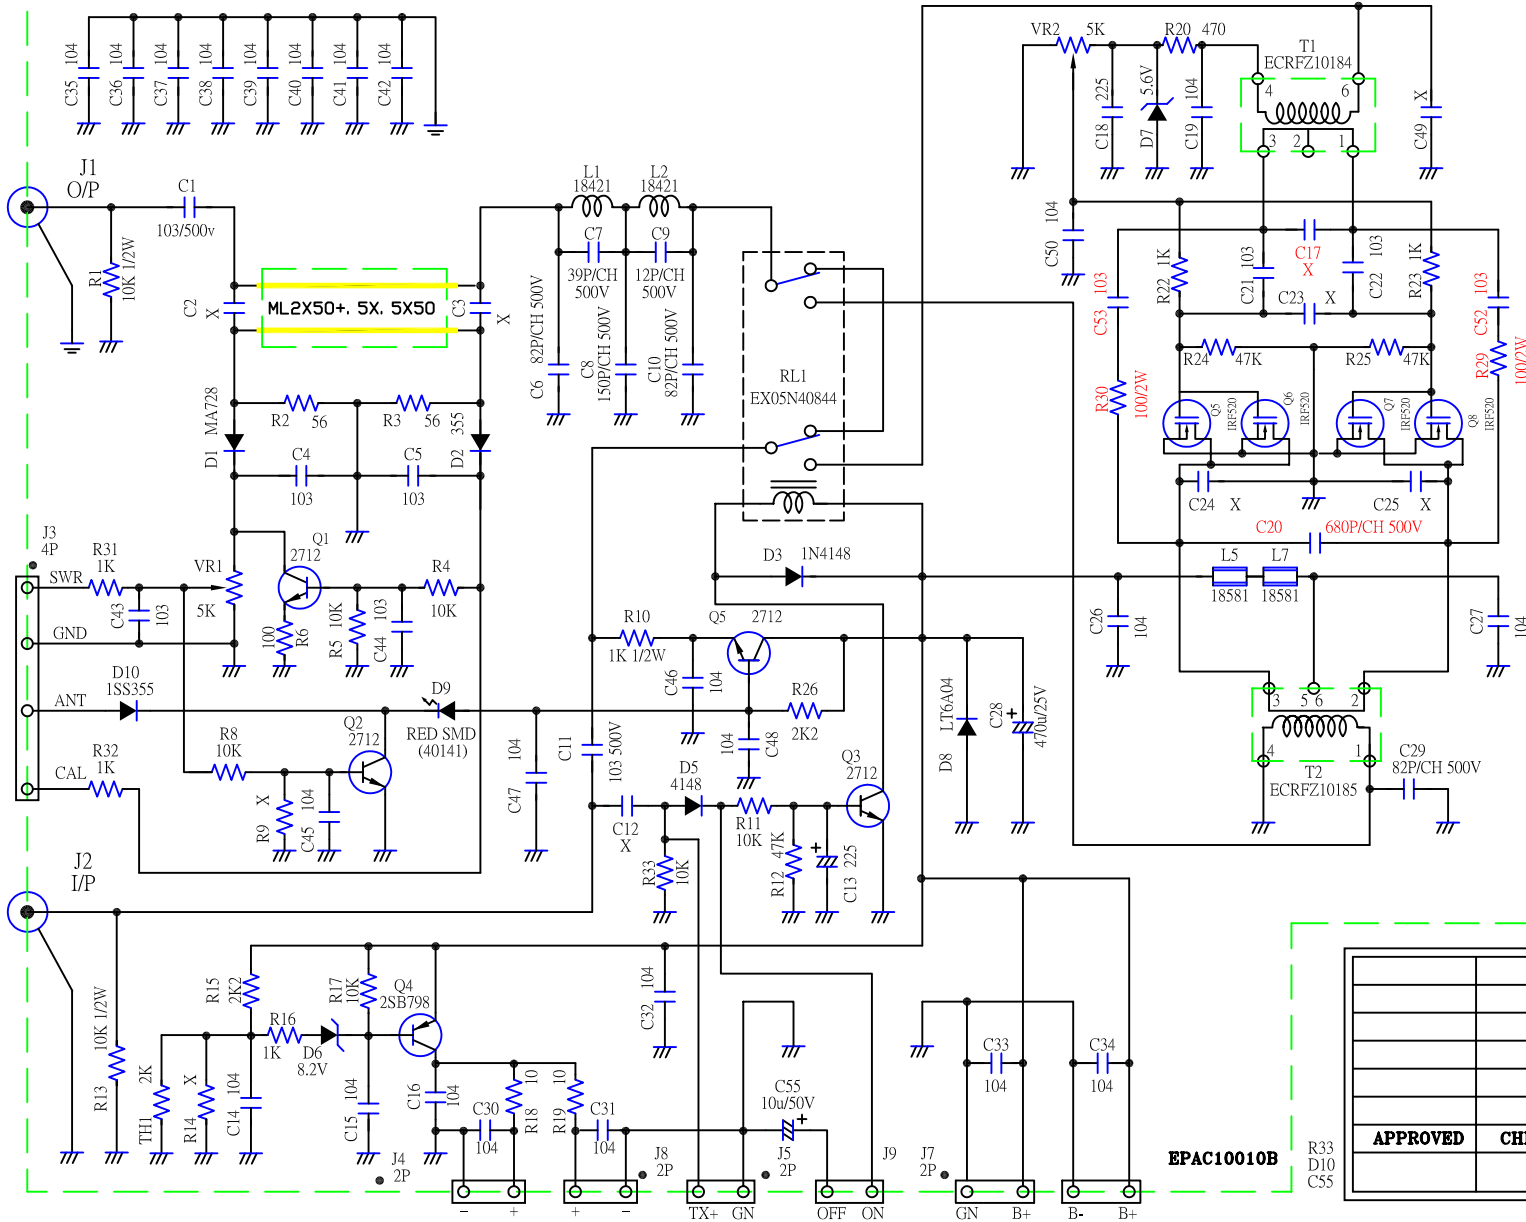 C35 104
C36 104
C37 104
C38 104
C39 104
C40 104
C41 104
C42 104
VR2 5K
R20 470
T1
ECRFZ10184
4 6
3 2 1
C18 225
D7 5.6V
C19 104
C49 X
J1
O/P
C1
103/500v
R1
10K 1/2W
C2 X
ML2X50+. 5X. 5X50
C3 X
L1
18421
L2
18421
C7
39P/CH
500V
C9
12P/CH
500V
C6 82P/CH 500V
C8
150P/CH 500V
C10
82P/CH 500V
RL1
EX05N40844
C50 104
R22 1K
C21 103
C17
X
C22 103
R23 1K
C23 X
C53 103
C52 103
R24 47K
R25 47K
R30
100/2W
R29
100/2W
Q5
IRF520
Q6
IRF520
Q7
IRF520
Q8
IRF520
C24 X
C25 X
C20 680P/CH 500V
R2 56
R3 56
D1 MA728
D2 355
C4
103
C5
103
J3
4P
SWR
R31
1K
C43 103
VR1
5K
Q1
2712
100
R6
R5 10K
C44 103
R4
10K
GND
D3 1N4148
L5
18581
L7
18581
C26 104
C27 104
R10
1K 1/2W
Q5 2712
C46 104
R26
2K2
D8 LT6A04
C28 470u/25V
+
3 5 6 2
4 1
T2
ECRFZ10185
C29
82P/CH 500V
D10
1SS355
ANT
D9
RED SMD
(40141)
Q2
2712
R8
10K
CAL
R32
1K
R9 X
C45 104
C47 104
C11 103 500V
104 C48
D5
4148
Q3
2712
C12
X
R11
10K
R33
10K
R12 47K
+
C13 225
J2
I/P
R13 10K 1/2W
R15
2K2
R17
10K
Q4
2SB798
R16
1K
D6
8.2V
TH1 2K
R14 X
C14 104
C15 104
C16 104
C30
104
R18 10
R19 10
C31
104
C32 104
C55
10u/50V
+
C33
104
C34
104
J4
2P
J8
2P
J5
2P
J9
J7
2P
- +
+ -
TX+ GN
OFF ON
GN B+
B- B+
EPAC10010B
R33
D10
C55
APPROVED